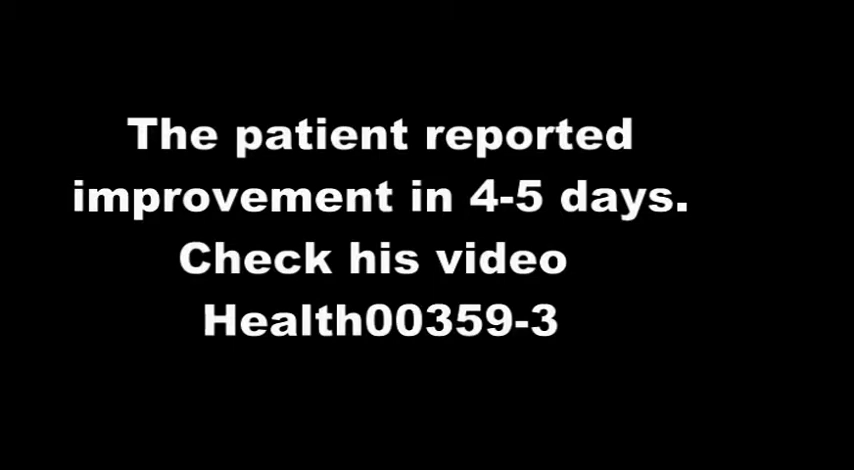 The patient reported
improvement in 4-5 days.
Check his video
Health00359-3